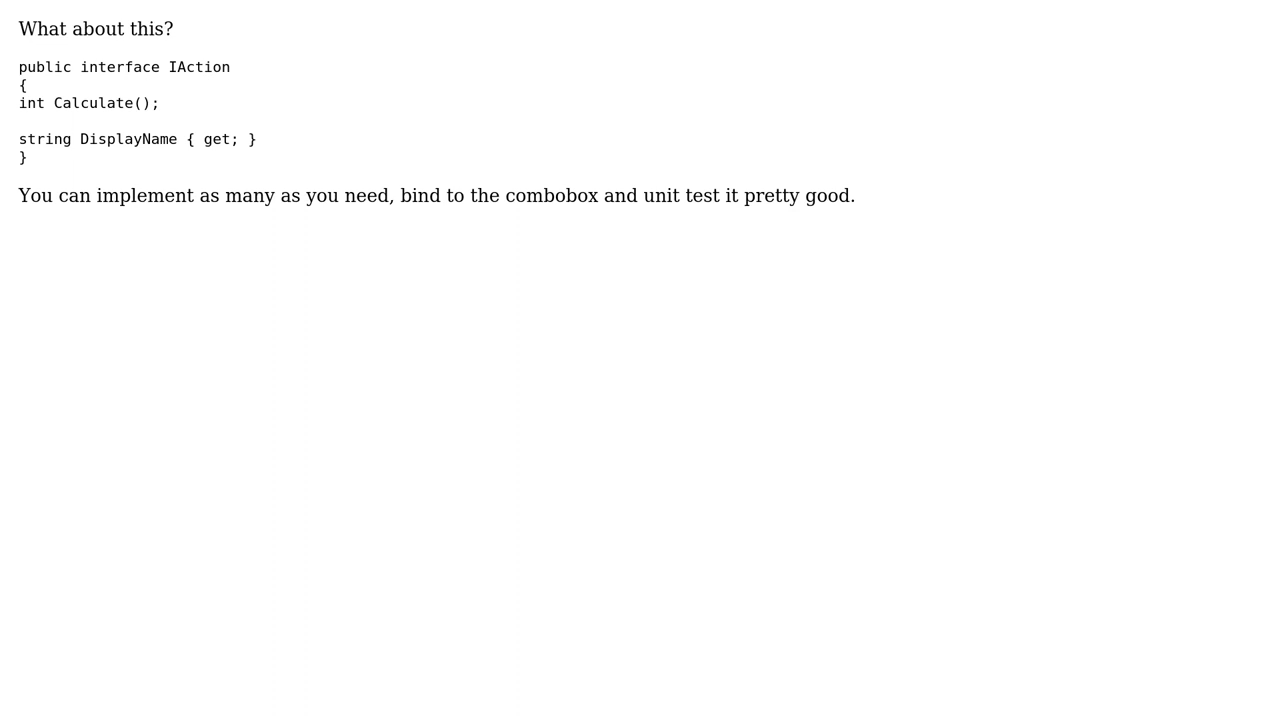 What about this?
public interface IAction
{
int Calculate();
string DisplayName { get; }
}
You can implement as many as you need, bind to the combobox and unit test it pretty good.